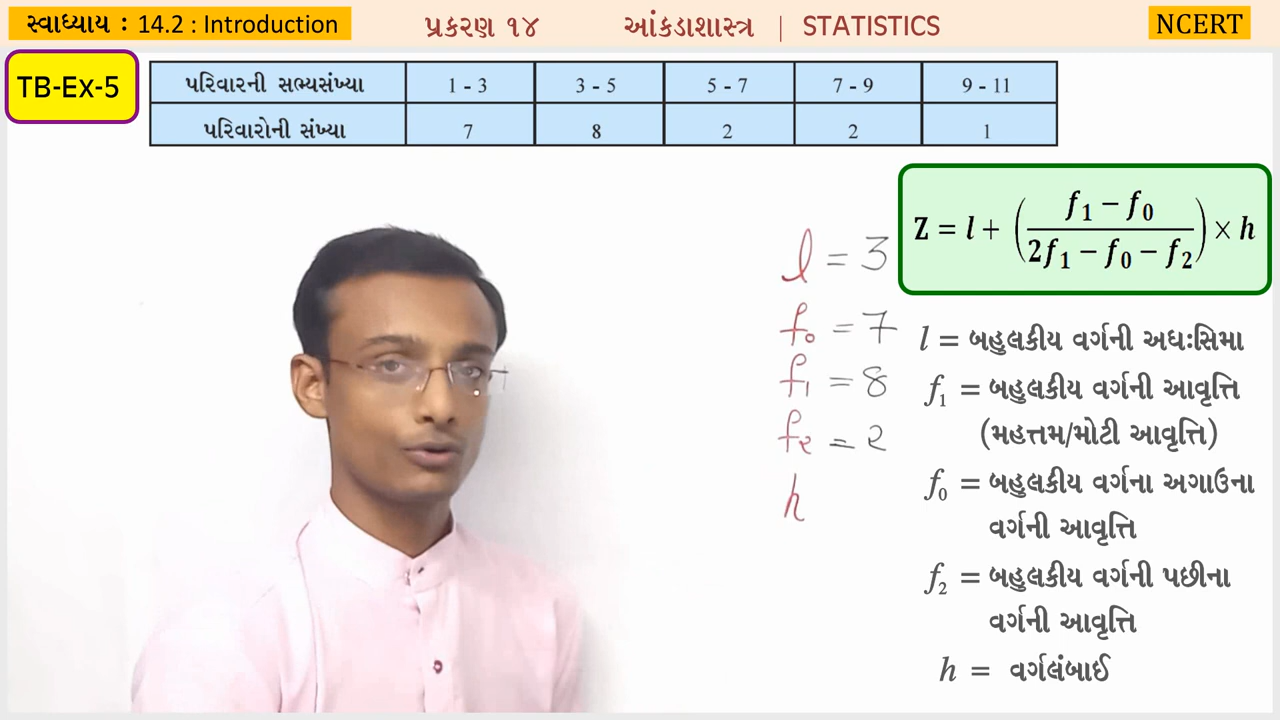 સ્વાધ્યાય : 14.2 : Introduction
પ્રકરણ ૧૪
આંકડાશાસ્ત્ર | STATISTICS
NCERT
TB-Ex-5
પરિવારની સભ્યસંખ્યા 1 - 3 3 - 5 5 - 7 7 - 9 9 - 11
પરિવારોની સંખ્યા 7 8 2 2 1
Z = l + ( (f₁ − f₀) / (2f₁ − f₀ − f₂) ) × h
l = 3
f₀ = 7
f₁ = 8
f₂ = 2
h
l = બહુલકીય વર્ગની અધઃસિમા
f₁ = બહુલકીય વર્ગની આવૃત્તિ
(મહત્તમ/મોટી આવૃત્તિ)
f₀ = બહુલકીય વર્ગના અગાઉના
વર્ગની આવૃત્તિ
f₂ = બહુલકીય વર્ગની પછીના
વર્ગની આવૃત્તિ
h = વર્ગલંબાઈ